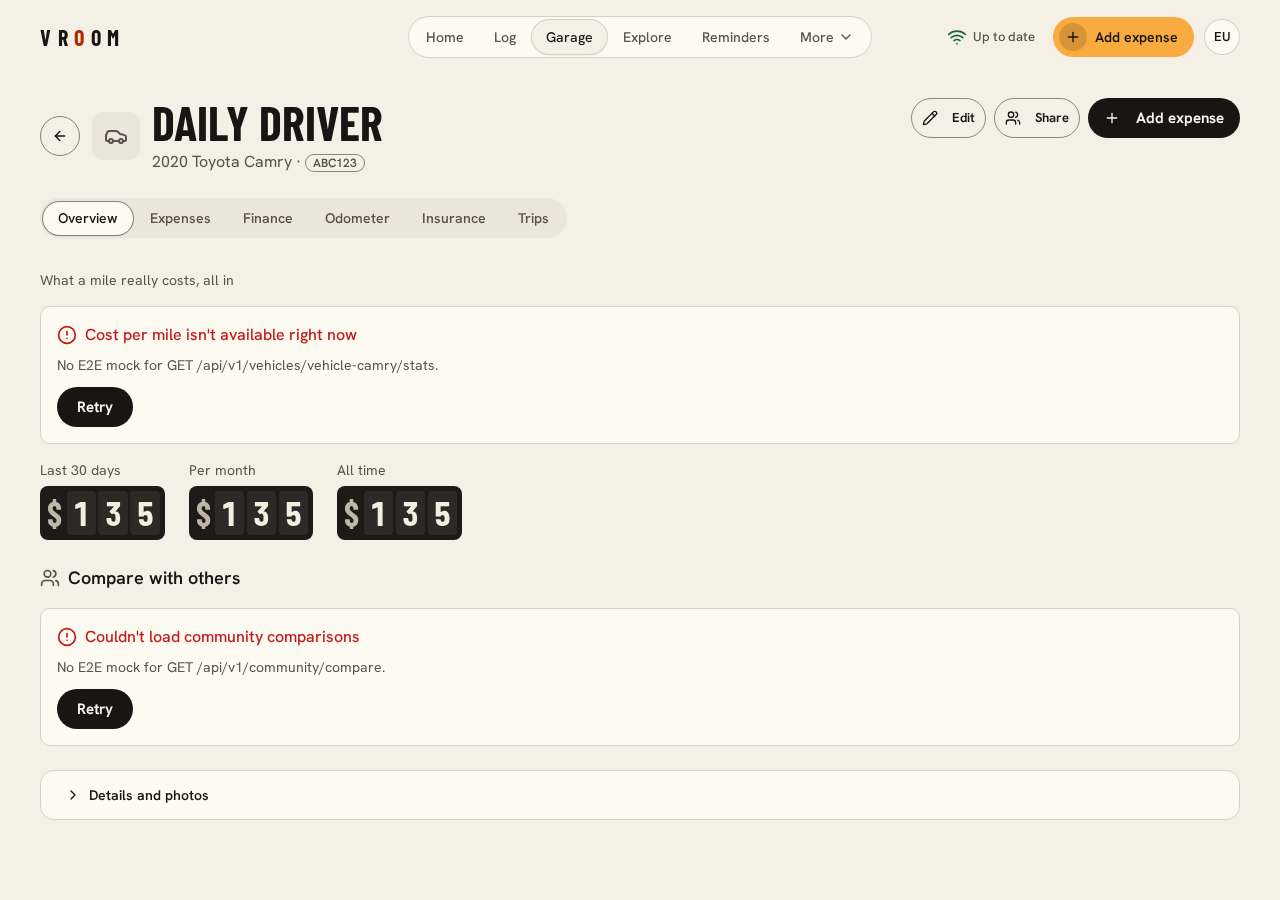 VROOM
Home Log Garage Explore Reminders More
Up to date
Add expense
EU
DAILY DRIVER
2020 Toyota Camry · ABC123
Edit Share Add expense
Overview Expenses Finance Odometer Insurance Trips
What a mile really costs, all in
Cost per mile isn't available right now
No E2E mock for GET /api/v1/vehicles/vehicle-camry/stats.
Retry
Last 30 days Per month All time
$135 $135 $135
Compare with others
Couldn't load community comparisons
No E2E mock for GET /api/v1/community/compare.
Retry
Details and photos